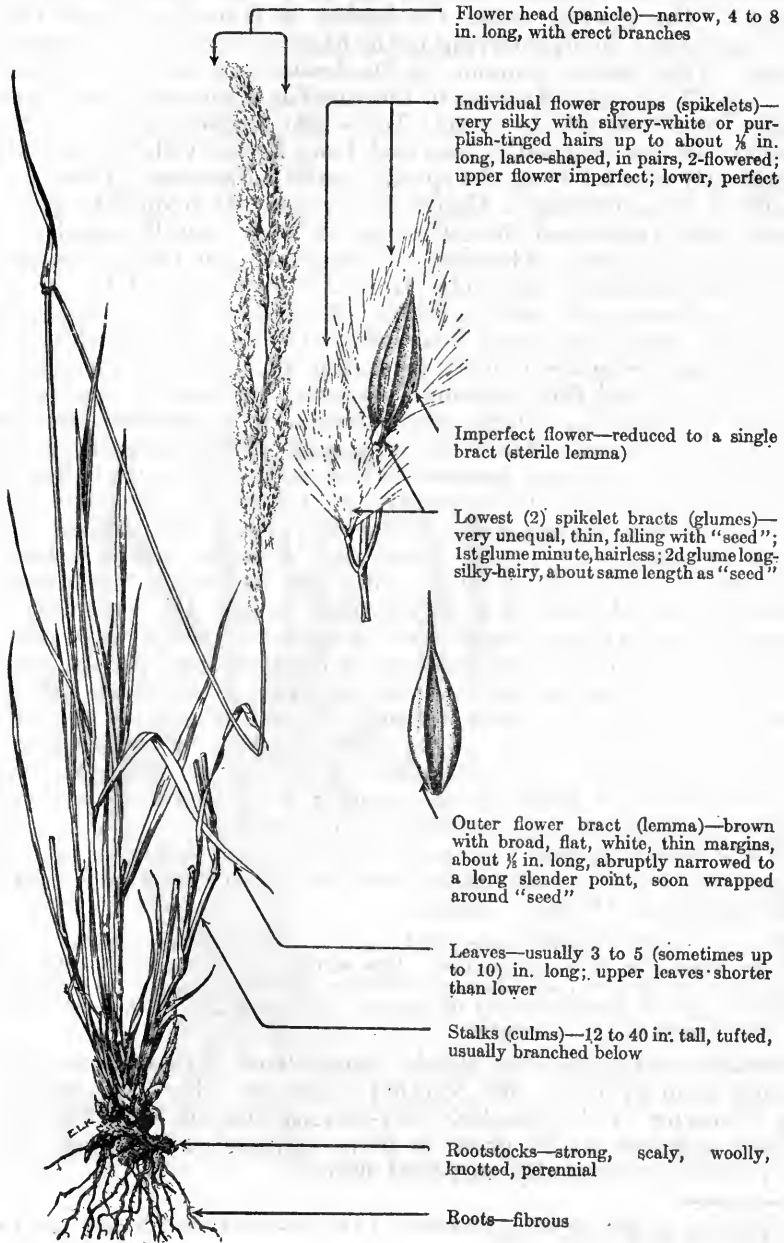 Flower head (panicle)—narrow, 4 to 8
in. long, with erect branches
Individual flower groups (spikelets)—
very silky with silvery-white or pur-
plish-tinged hairs up to about ⅛ in.
long, lance-shaped, in pairs, 2-flowered;
upper flower imperfect; lower, perfect
Imperfect flower—reduced to a single
bract (sterile lemma)
Lowest (2) spikelet bracts (glumes)—
very unequal, thin, falling with "seed";
1st glume minute, hairless; 2d glume long-
silky-hairy, about same length as "seed"
Outer flower bract (lemma)—brown
with broad, flat, white, thin margins,
about ⅛ in. long, abruptly narrowed to
a long slender point, soon wrapped
around "seed"
Leaves—usually 3 to 5 (sometimes up
to 10) in. long; upper leaves shorter
than lower
Stalks (culms)—12 to 40 in. tall, tufted,
usually branched below
E.L.K.
Rootstocks—strong, scaly, woolly,
knotted, perennial
Roots—fibrous